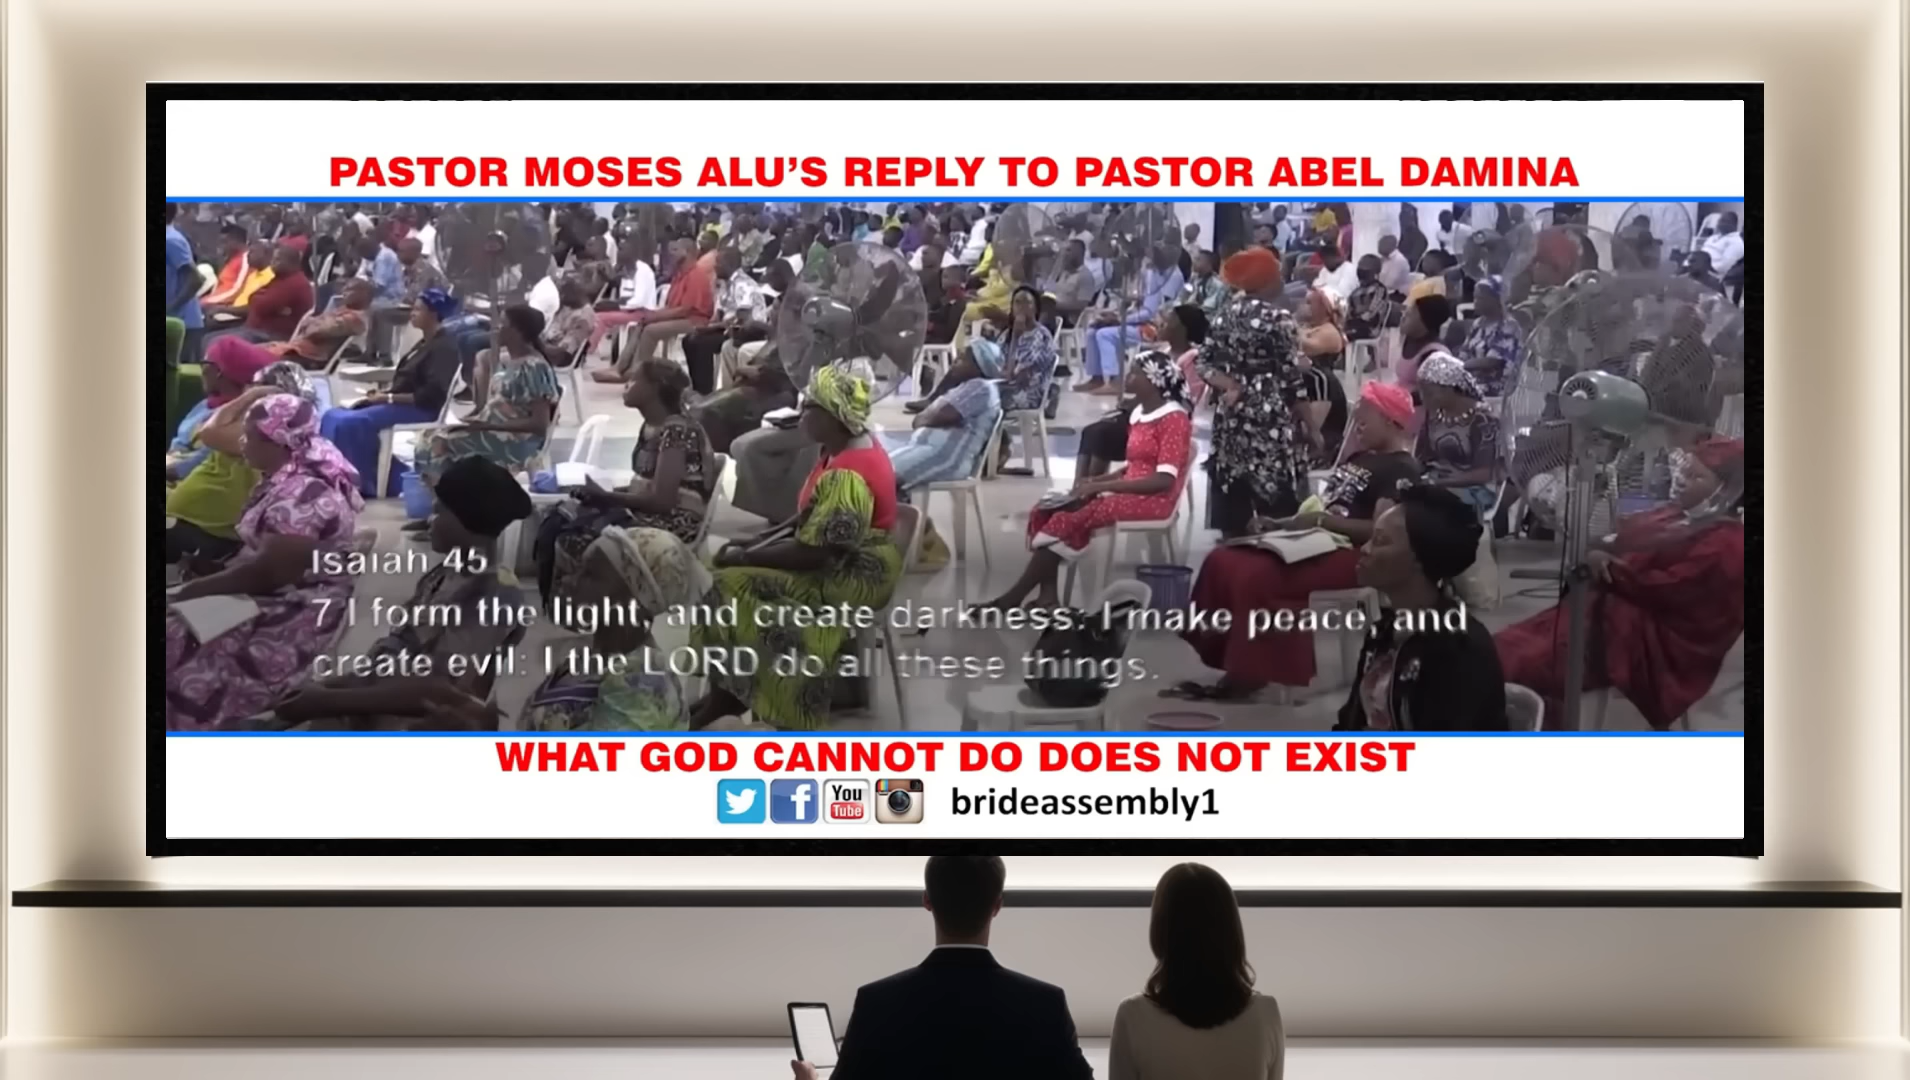 PASTOR MOSES ALU’S REPLY TO PASTOR ABEL DAMINA
Isaiah 45
7 I form the light, and create darkness: I make peace, and
create evil: I the LORD do all these things.
WHAT GOD CANNOT DO DOES NOT EXIST
You
Tube
brideassembly1